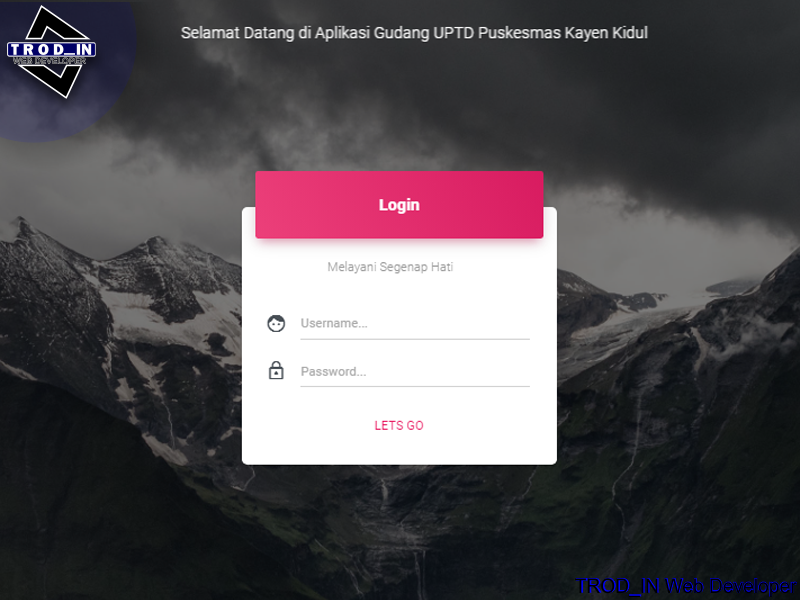 TROD_IN
WEB DEVELOPER
Selamat Datang di Aplikasi Gudang UPTD Puskesmas Kayen Kidul
Login
Melayani Segenap Hati
Username...
Password...
LETS GO
TROD_IN Web Developer